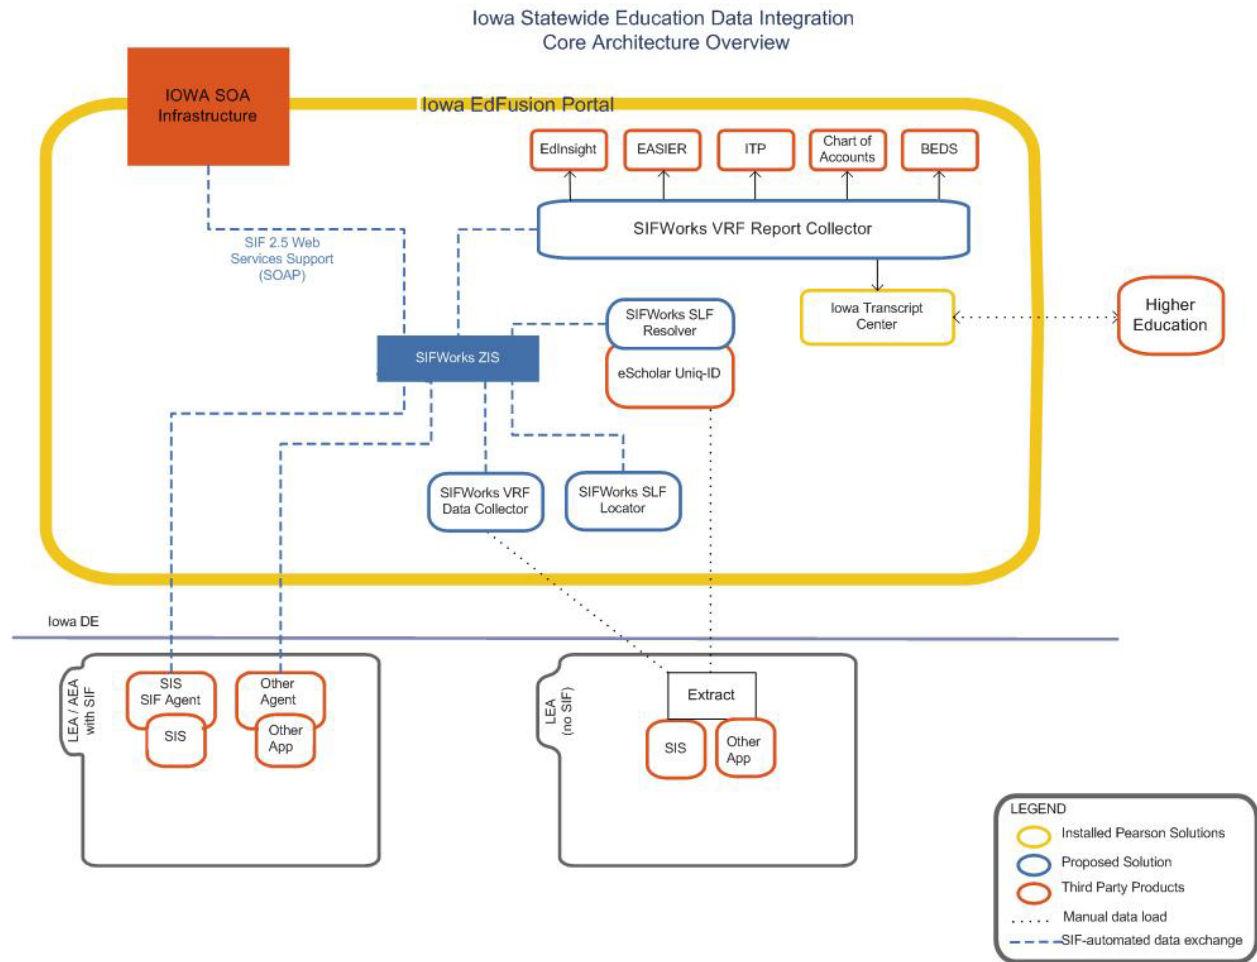 Iowa Statewide Education Data Integration
Core Architecture Overview
IOWA SOA
Infrastructure
Iowa EdFusion Portal
EdInsight
EASIER
ITP
Chart of
Accounts
BEDS
SIFWorks VRF Report Collector
SIF 2.5 Web
Services Support
(SOAP)
Iowa Transcript
Center
Higher
Education
SIFWorks SLF
Resolver
SIFWorks ZIS
eScholar Uniq-ID
SIFWorks VRF
Data Collector
SIFWorks SLF
Locator
Iowa DE
LEA / AEA
with SIF
SIS
SIF Agent
SIS
Other
Agent
Other
App
LEA
(no SIF)
Extract
SIS
Other
App
LEGEND
Installed Pearson Solutions
Proposed Solution
Third Party Products
Manual data load
SIF-automated data exchange